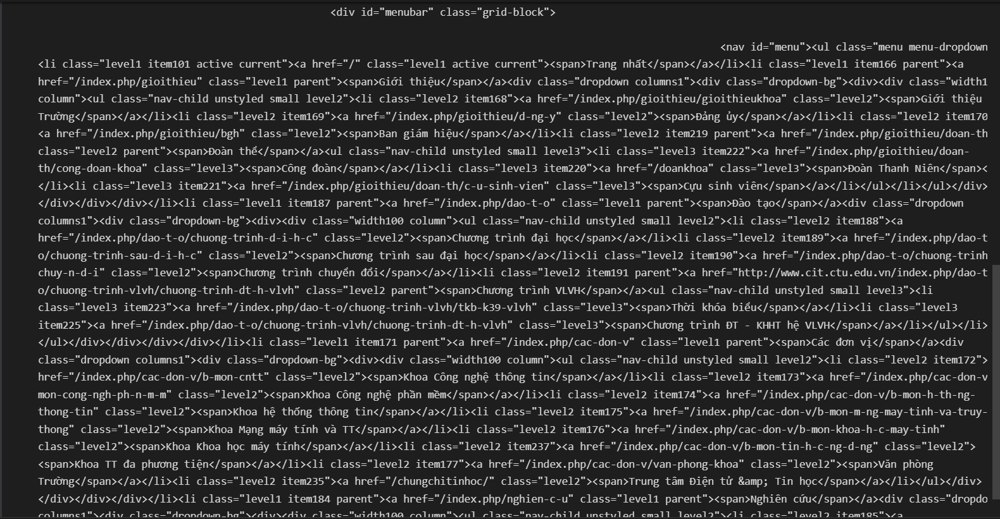 <div id="menubar" class="grid-block">
<nav id="menu"><ul class="menu menu-dropdown
<li class="level1 item101 active current"><a href="/" class="level1 active current"><span>Trang nhất</span></a></li><li class="level1 item166 parent"><a
href="/index.php/gioithieu" class="level1 parent"><span>Giới thiệu</span></a><div class="dropdown columns1"><div class="dropdown-bg"><div><div class="width1
column"><ul class="nav-child unstyled small level2"><li class="level2 item168"><a href="/index.php/gioithieu/gioithieukhoa" class="level2"><span>Giới thiệu
Trường</span></a></li><li class="level2 item169"><a href="/index.php/gioithieu/d-ng-y" class="level2"><span>Đảng ủy</span></a></li><li class="level2 item170
<a href="/index.php/gioithieu/bgh" class="level2"><span>Ban giám hiệu</span></a></li><li class="level2 item219 parent"><a href="/index.php/gioithieu/doan-th
class="level2 parent"><span>Đoàn thể</span></a><ul class="nav-child unstyled small level3"><li class="level3 item222"><a href="/index.php/gioithieu/doan-
th/cong-doan-khoa" class="level3"><span>Công đoàn</span></a></li><li class="level3 item220"><a href="/doankhoa" class="level3"><span>Đoàn Thanh Niên</span><
</li><li class="level3 item221"><a href="/index.php/gioithieu/doan-th/c-u-sinh-vien" class="level3"><span>Cựu sinh viên</span></a></li></ul></li></ul></div>
</div></div></div></li><li class="level1 item187 parent"><a href="/index.php/dao-t-o" class="level1 parent"><span>Đào tạo</span></a><div class="dropdown
columns1"><div class="dropdown-bg"><div><div class="width100 column"><ul class="nav-child unstyled small level2"><li class="level2 item188"><a
href="/index.php/dao-t-o/chuong-trinh-d-i-h-c" class="level2"><span>Chương trình đại học</span></a></li><li class="level2 item189"><a href="/index.php/dao-t
o/chuong-trinh-sau-d-i-h-c" class="level2"><span>Chương trình sau đại học</span></a></li><li class="level2 item190"><a href="/index.php/dao-t-o/chuong-trinh
chuy-n-d-i" class="level2"><span>Chương trình chuyển đổi</span></a></li><li class="level2 item191 parent"><a href="http://www.cit.ctu.edu.vn/index.php/dao-t
o/chuong-trinh-vlvh/chuong-trinh-dt-h-vlvh" class="level2 parent"><span>Chương trình VLVH</span></a><ul class="nav-child unstyled small level3"><li
class="level3 item223"><a href="/index.php/dao-t-o/chuong-trinh-vlvh/tkb-k39-vlvh" class="level3"><span>Thời khóa biểu</span></a></li><li class="level3
item225"><a href="/index.php/dao-t-o/chuong-trinh-vlvh/chuong-trinh-dt-h-vlvh" class="level3"><span>Chương trình ĐT - KHHT hệ VLVH</span></a></li></ul></li>
</ul></div></div></div></div></li><li class="level1 item171 parent"><a href="/index.php/cac-don-v" class="level1 parent"><span>Các đơn vị</span></a><div
class="dropdown columns1"><div class="dropdown-bg"><div><div class="width100 column"><ul class="nav-child unstyled small level2"><li class="level2 item172">
href="/index.php/cac-don-v/b-mon-cntt" class="level2"><span>Khoa Công nghệ thông tin</span></a></li><li class="level2 item173"><a href="/index.php/cac-don-v
mon-cong-ngh-ph-n-m-m" class="level2"><span>Khoa Công nghệ phần mềm</span></a></li><li class="level2 item174"><a href="/index.php/cac-don-v/b-mon-h-th-ng-
thong-tin" class="level2"><span>Khoa hệ thống thông tin</span></a></li><li class="level2 item175"><a href="/index.php/cac-don-v/b-mon-m-ng-may-tinh-va-truy-
thong" class="level2"><span>Khoa Mạng máy tính và TT</span></a></li><li class="level2 item176"><a href="/index.php/cac-don-v/b-mon-khoa-h-c-may-tinh"
class="level2"><span>Khoa Khoa học máy tính</span></a></li><li class="level2 item237"><a href="/index.php/cac-don-v/b-mon-tin-h-c-ng-d-ng" class="level2">
<span>Khoa TT đa phương tiện</span></a></li><li class="level2 item177"><a href="/index.php/cac-don-v/van-phong-khoa" class="level2"><span>Văn phòng
Trường</span></a></li><li class="level2 item235"><a href="/chungchitinhoc/" class="level2"><span>Trung tâm Điện tử &amp; Tin học</span></a></li></ul></div>
</div></div></div></li><li class="level1 item184 parent"><a href="/index.php/nghien-c-u" class="level1 parent"><span>Nghiên cứu</span></a><div class="dropdo
columns1"><div class="dropdown-bg"><div><div class="width100 column"><ul class="nav-child unstyled small level2"><li class="level2 item185"><a